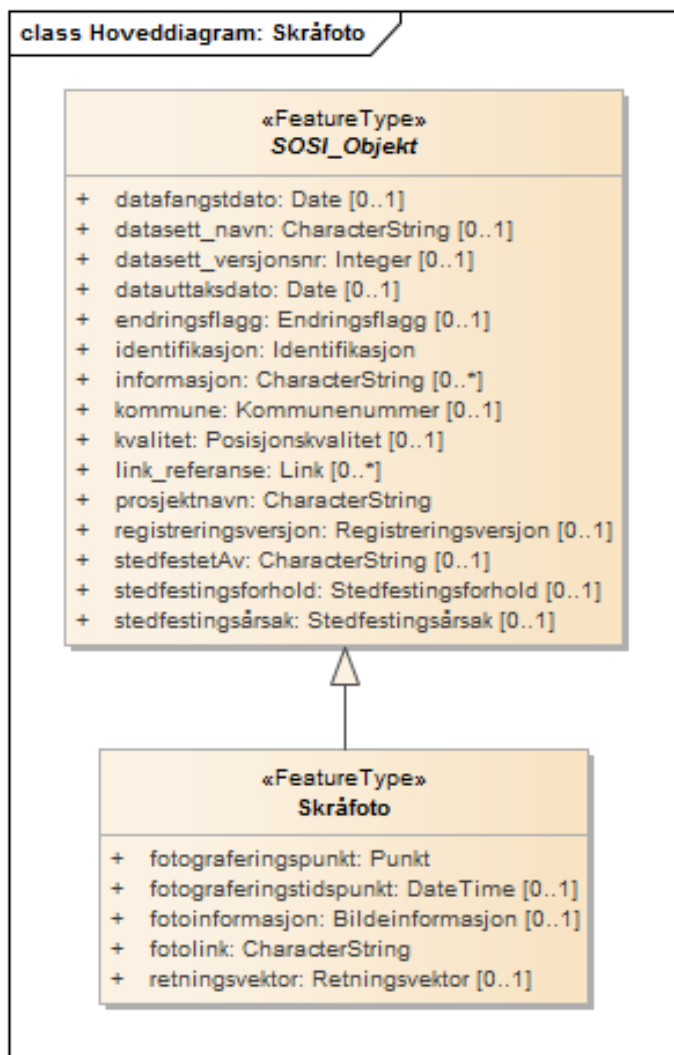 class Hoveddiagram: Skråfoto
«FeatureType»
SOSI_Objekt
+ datafangstdato: Date [0..1]
+ datasett_navn: CharacterString [0..1]
+ datasett_versjonsnr: Integer [0..1]
+ datauttaksdato: Date [0..1]
+ endringsflagg: Endringsflagg [0..1]
+ identifikasjon: Identifikasjon
+ informasjon: CharacterString [0..*]
+ kommune: Kommunenummer [0..1]
+ kvalitet: Posisjonskvalitet [0..1]
+ link_referanse: Link [0..*]
+ prosjektnavn: CharacterString
+ registreringsversjon: Registreringsversjon [0..1]
+ stedfestetAv: CharacterString [0..1]
+ stedfestingsforhold: Stedfestingsforhold [0..1]
+ stedfestingsårsak: Stedfestingsårsak [0..1]
«FeatureType»
Skråfoto
+ fotograferingspunkt: Punkt
+ fotograferingstidspunkt: DateTime [0..1]
+ fotoinformasjon: Bildeinformasjon [0..1]
+ fotolink: CharacterString
+ retningsvektor: Retningsvektor [0..1]